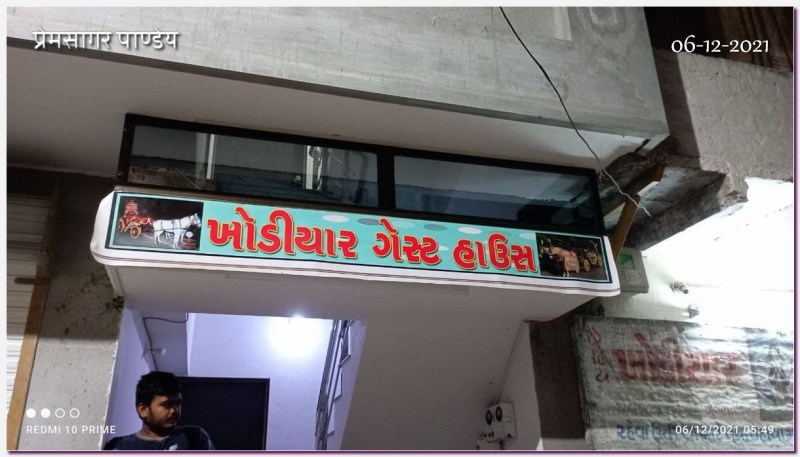 प्रेमसागर पाण्डेय
06-12-2021
ખોડીયાર ગેસ્ટ હાઉસ
ખોડીયાર
REDMI 10 PRIME
06/12/2021 05:49